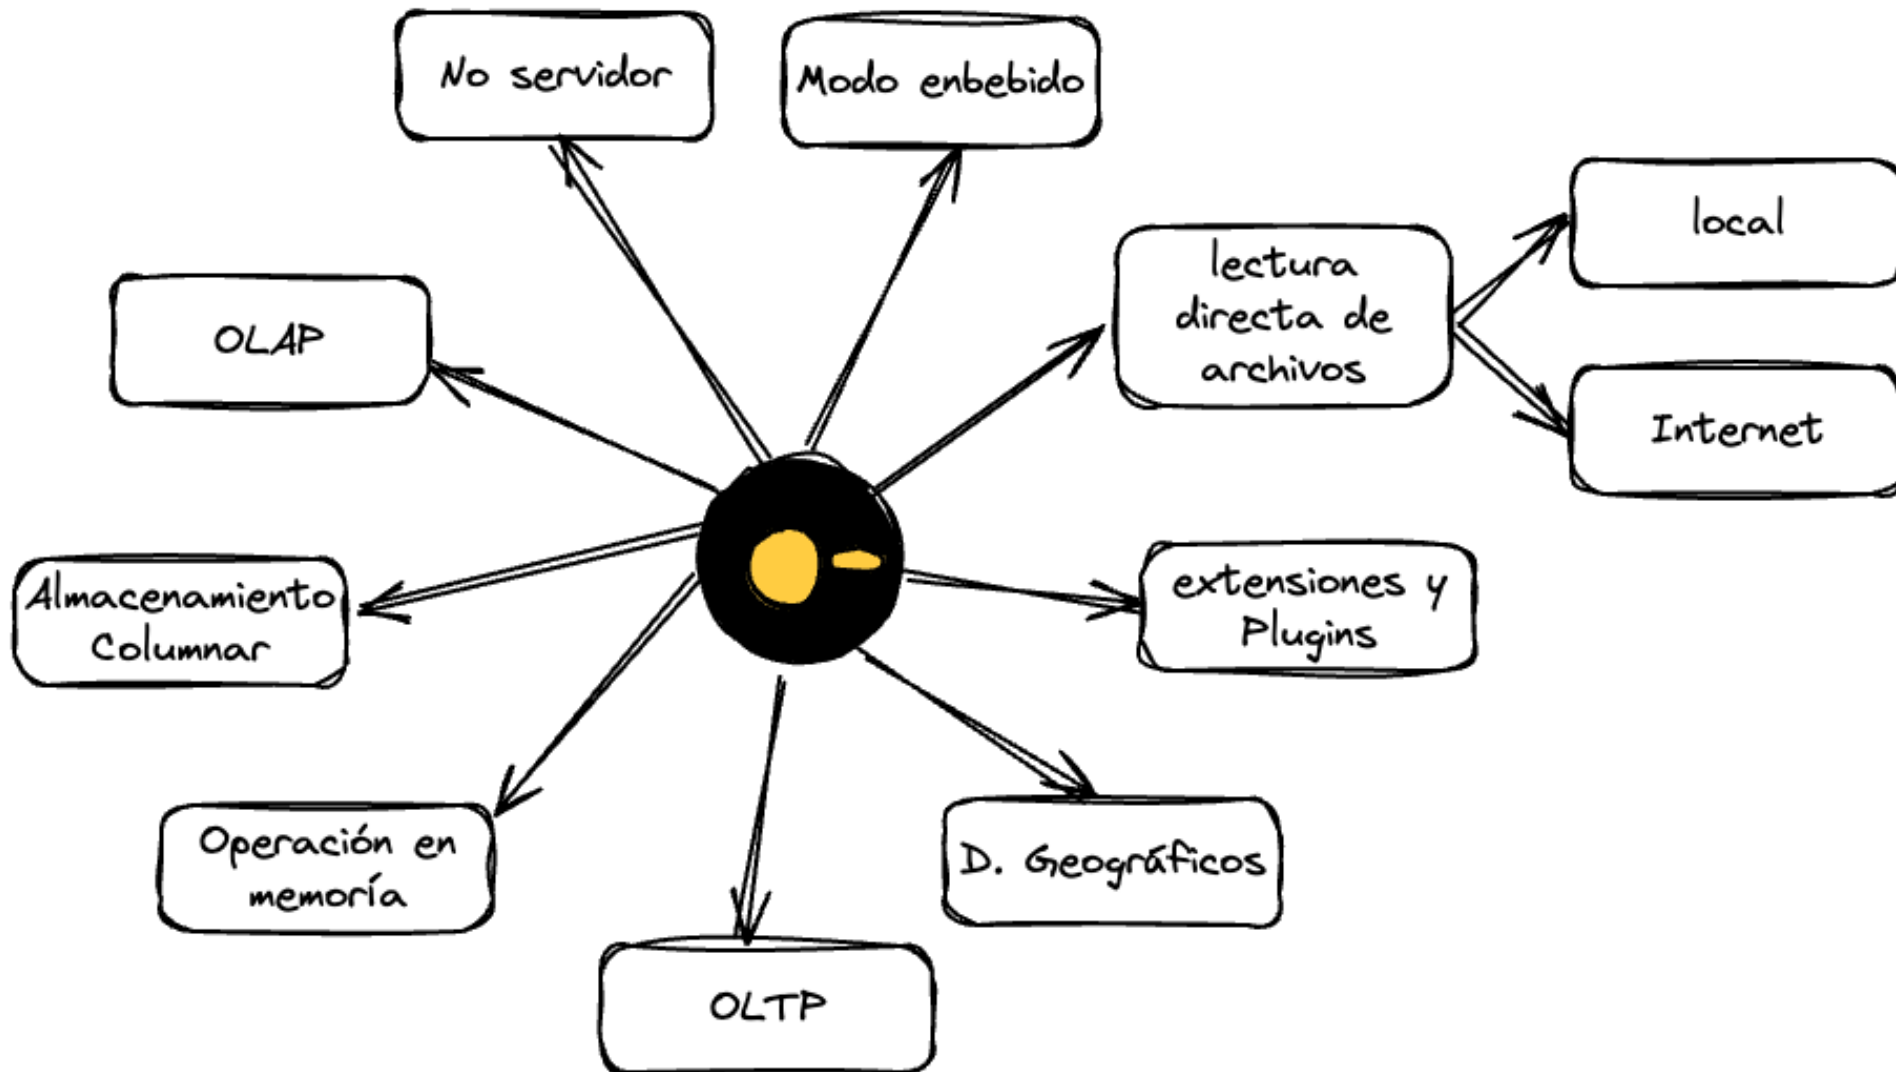 No servidor
Modo enbebido
local
lectura
directa de
archivos
OLAP
Internet
Almacenamiento
Columnar
extensiones y
Plugins
Operación en
memoría
D. Geográficos
OLTP